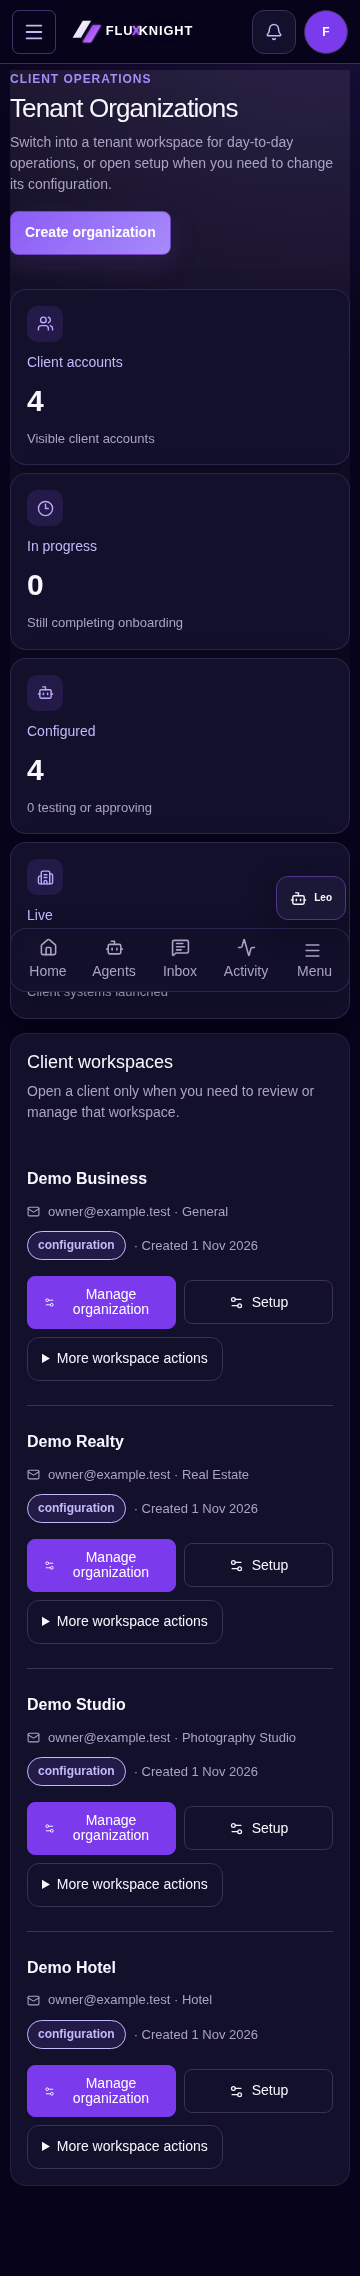 FLUXKNIGHT
F
CLIENT OPERATIONS
Tenant Organizations
Switch into a tenant workspace for day-to-day
operations, or open setup when you need to change
its configuration.
Create organization
Client accounts
4
Visible client accounts
In progress
0
Still completing onboarding
Configured
4
0 testing or approving
Live
Leo
Home
Agents
Inbox
Activity
Menu
Client systems launched
Client workspaces
Open a client only when you need to review or
manage that workspace.
Demo Business
owner@example.test · General
configuration · Created 1 Nov 2026
Manage
organization
Setup
▶ More workspace actions
Demo Realty
owner@example.test · Real Estate
configuration · Created 1 Nov 2026
Manage
organization
Setup
▶ More workspace actions
Demo Studio
owner@example.test · Photography Studio
configuration · Created 1 Nov 2026
Manage
organization
Setup
▶ More workspace actions
Demo Hotel
owner@example.test · Hotel
configuration · Created 1 Nov 2026
Manage
organization
Setup
▶ More workspace actions